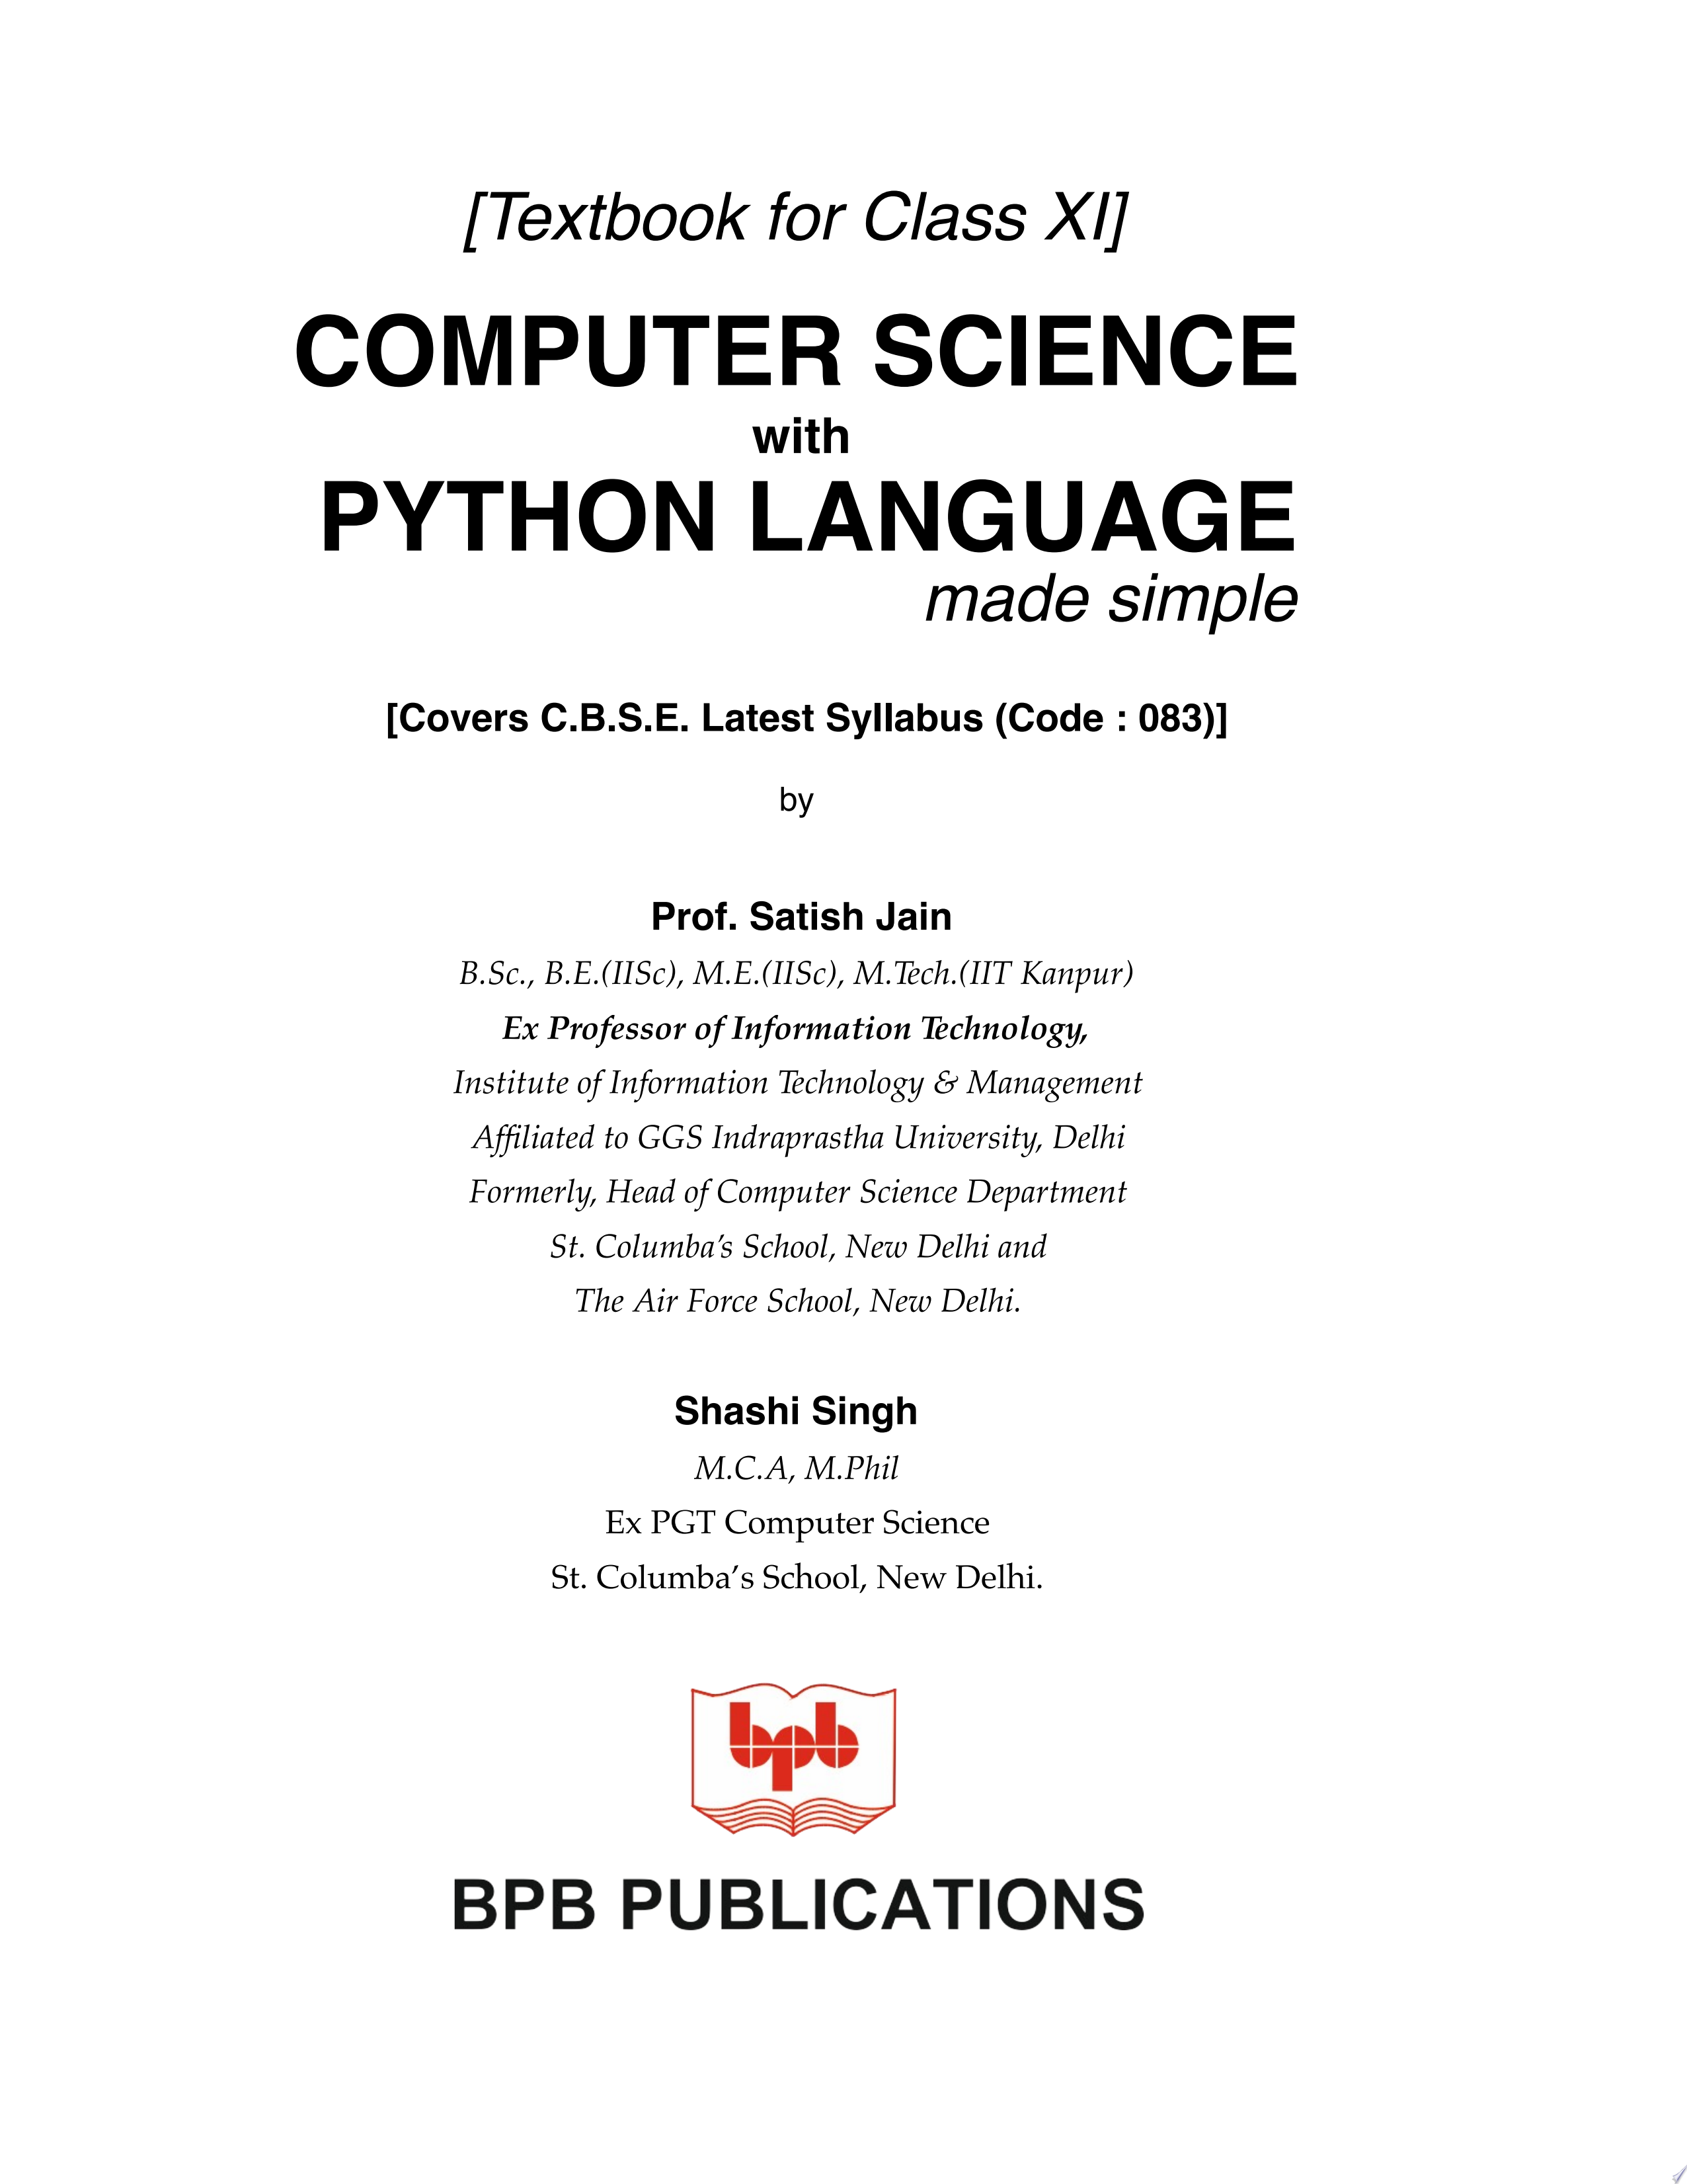 [Textbook for Class XI]
COMPUTER SCIENCE
with
PYTHON LANGUAGE
made simple
[Covers C.B.S.E. Latest Syllabus (Code : 083)]
by
Prof. Satish Jain
B.Sc., B.E.(IISc), M.E.(IISc), M.Tech.(IIT Kanpur)
Ex Professor of Information Technology,
Institute of Information Technology & Management
Affiliated to GGS Indraprastha University, Delhi
Formerly, Head of Computer Science Department
St. Columba’s School, New Delhi and
The Air Force School, New Delhi.
Shashi Singh
M.C.A, M.Phil
Ex PGT Computer Science
St. Columba’s School, New Delhi.
bpb
BPB PUBLICATIONS